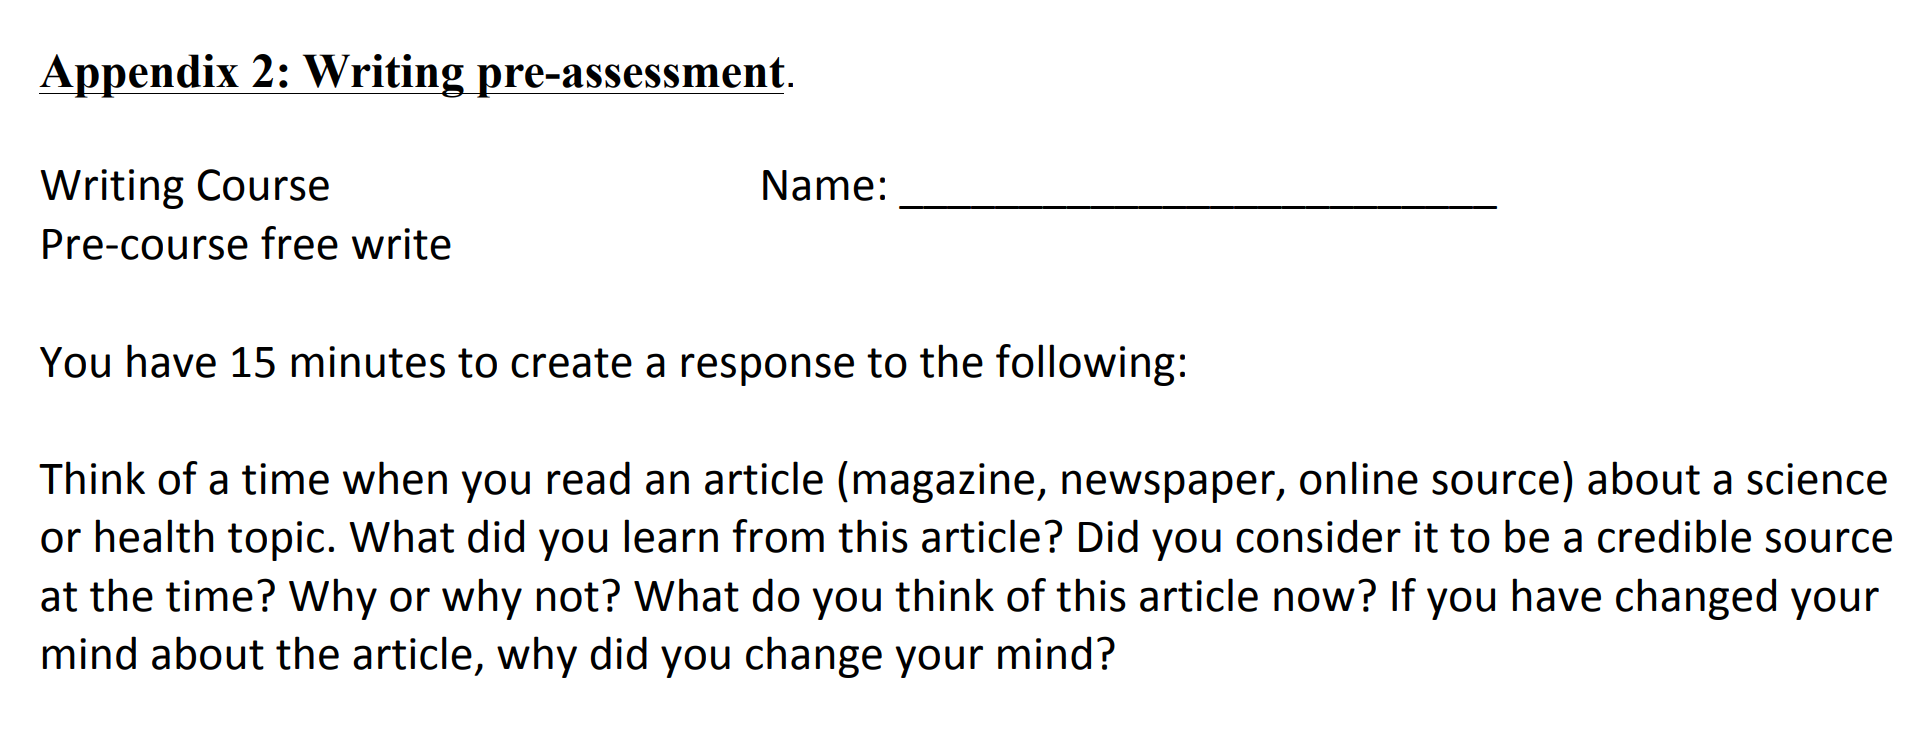 Appendix 2: Writing pre-assessment.
Writing Course Name: _________________________
Pre-course free write
You have 15 minutes to create a response to the following:
Think of a time when you read an article (magazine, newspaper, online source) about a science
or health topic. What did you learn from this article? Did you consider it to be a credible source
at the time? Why or why not? What do you think of this article now? If you have changed your
mind about the article, why did you change your mind?